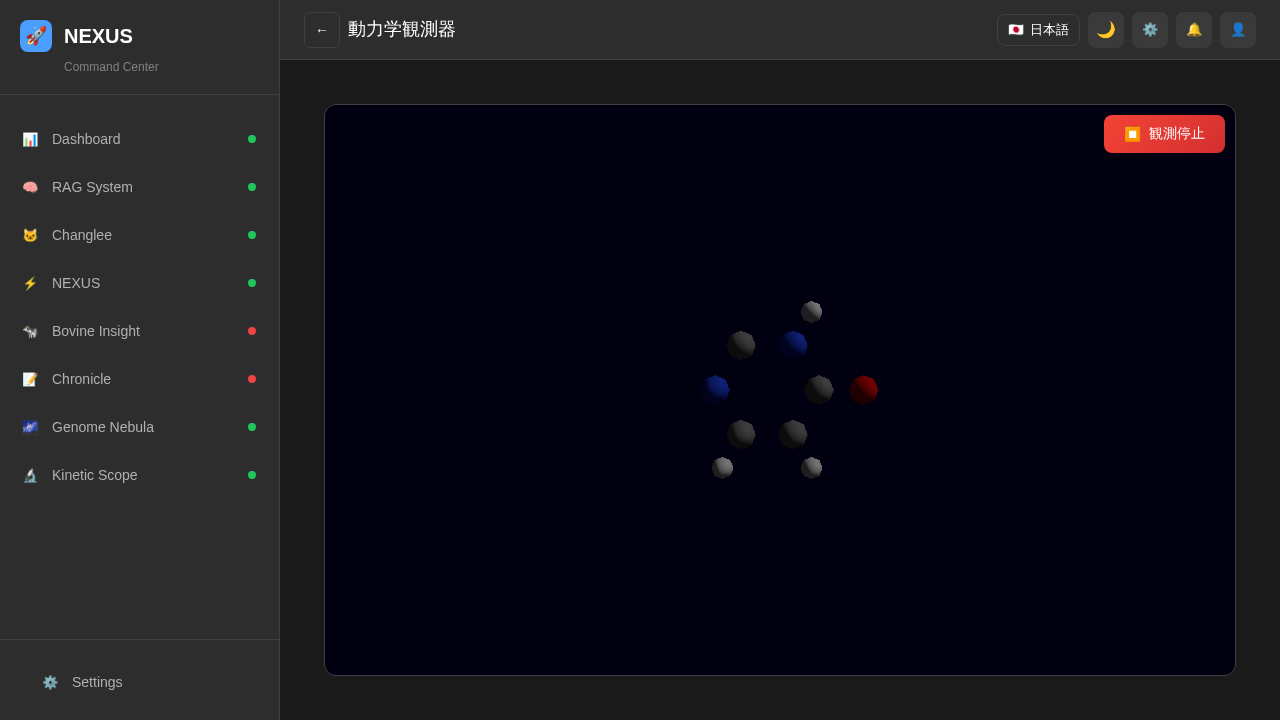 NEXUS
Command Center
Dashboard
RAG System
Changlee
NEXUS
Bovine Insight
Chronicle
Genome Nebula
Kinetic Scope
Settings
← 動力学観測器
日本語
観測停止